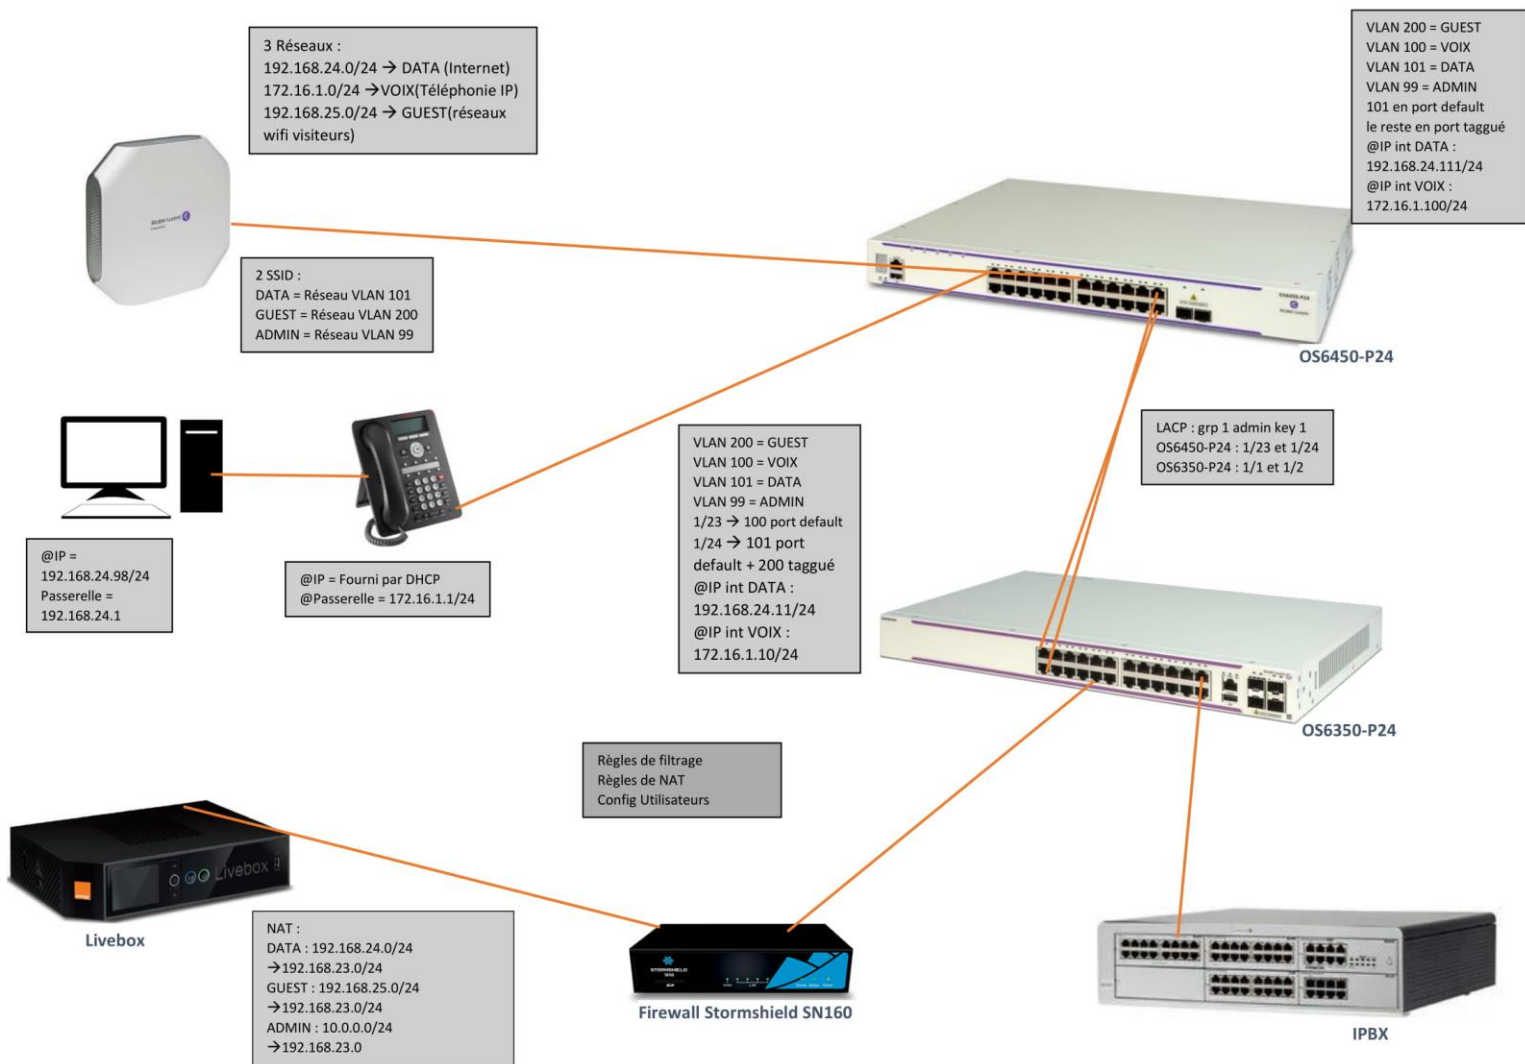 3 Réseaux :
192.168.24.0/24 → DATA (Internet)
172.16.1.0/24 →VOIX(Téléphonie IP)
192.168.25.0/24 → GUEST(réseaux
wifi visiteurs)
VLAN 200 = GUEST
VLAN 100 = VOIX
VLAN 101 = DATA
VLAN 99 = ADMIN
101 en port default
le reste en port taggué
@IP int DATA :
192.168.24.111/24
@IP int VOIX :
172.16.1.100/24
2 SSID :
DATA = Réseau VLAN 101
GUEST = Réseau VLAN 200
ADMIN = Réseau VLAN 99
OS6450-P24
OS6450-P24
LACP : grp 1 admin key 1
OS6450-P24 : 1/23 et 1/24
OS6350-P24 : 1/1 et 1/2
VLAN 200 = GUEST
VLAN 100 = VOIX
VLAN 101 = DATA
VLAN 99 = ADMIN
1/23 → 100 port default
1/24 → 101 port
default + 200 taggué
@IP int DATA :
192.168.24.11/24
@IP int VOIX :
172.16.1.10/24
@IP =
192.168.24.98/24
Passerelle =
192.168.24.1
@IP = Fourni par DHCP
@Passerelle = 172.16.1.1/24
OS6350-P24
Règles de filtrage
Règles de NAT
Config Utilisateurs
Livebox
Livebox
NAT :
DATA : 192.168.24.0/24
→192.168.23.0/24
GUEST : 192.168.25.0/24
→192.168.23.0/24
ADMIN : 10.0.0.0/24
→192.168.23.0
STORMSHIELD
Firewall Stormshield SN160
IPBX